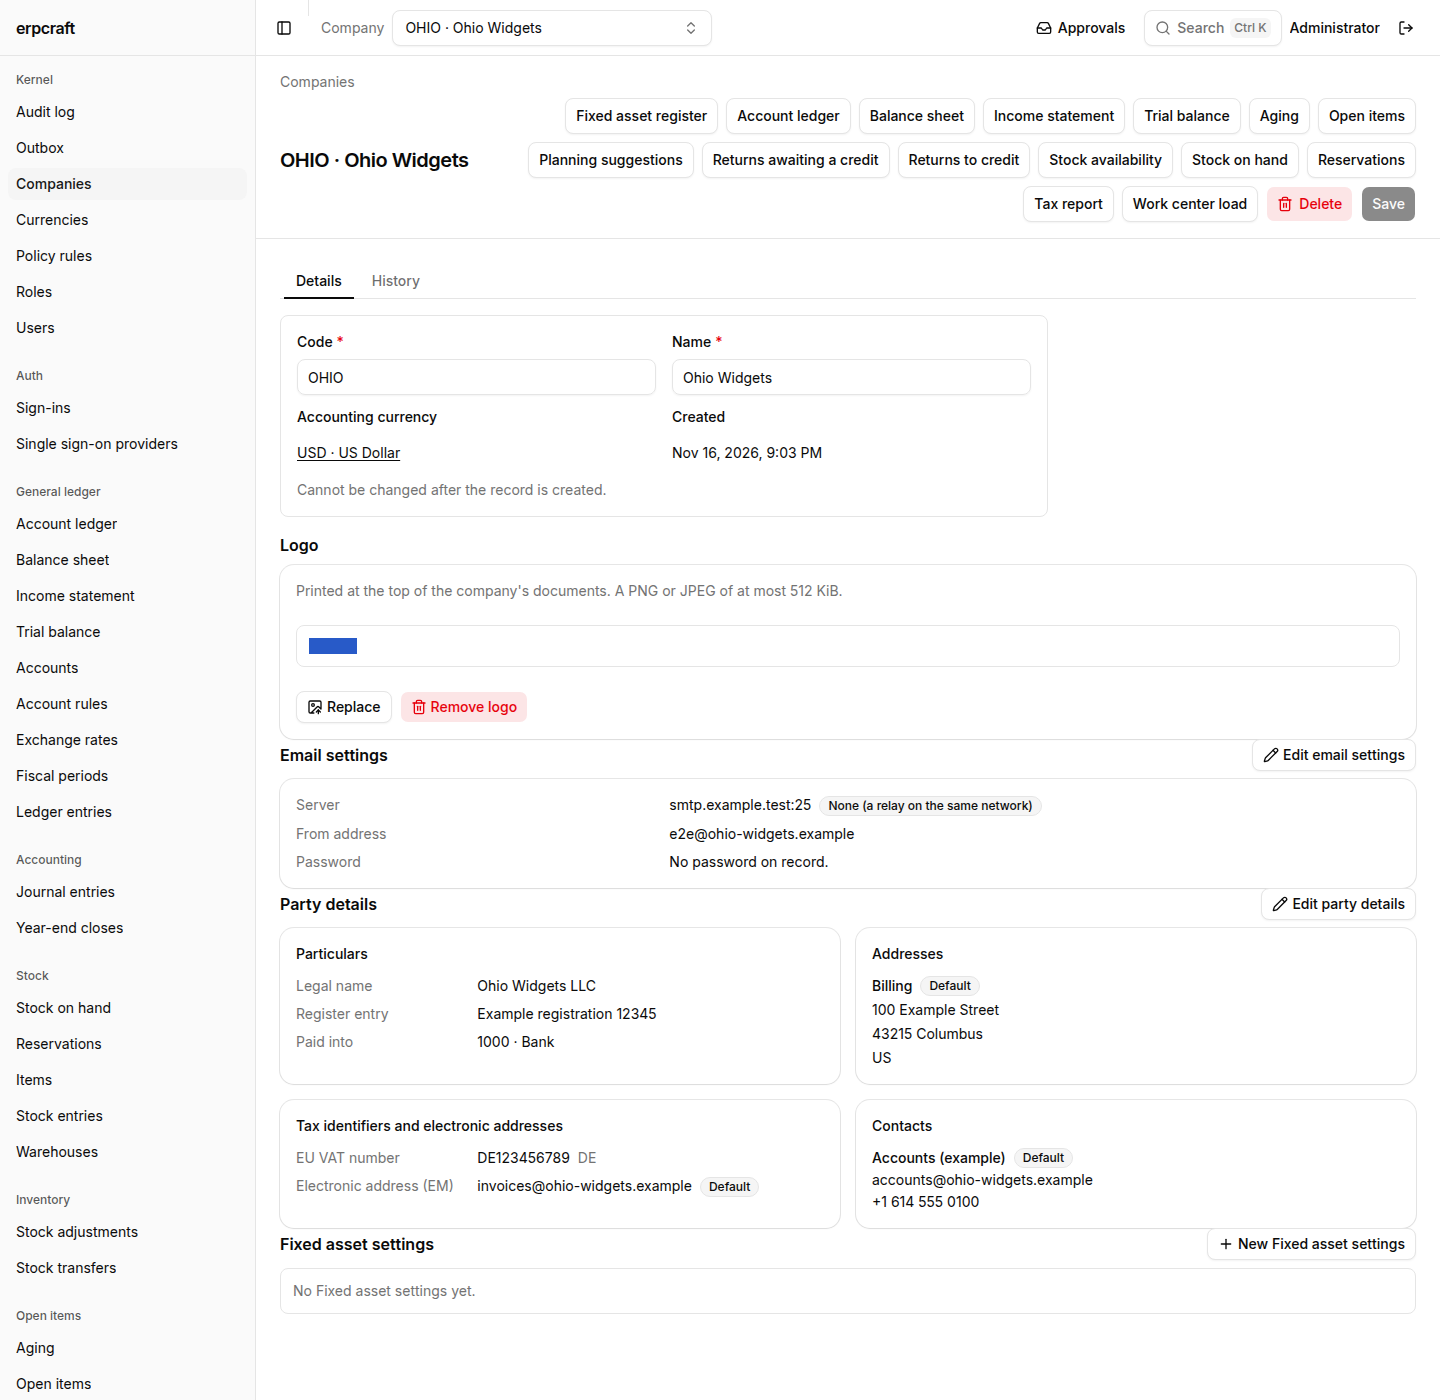 erpcraft
Kernel
Audit log
Outbox
Companies
Currencies
Policy rules
Roles
Users
Auth
Sign-ins
Single sign-on providers
General ledger
Account ledger
Balance sheet
Income statement
Trial balance
Accounts
Account rules
Exchange rates
Fiscal periods
Ledger entries
Accounting
Journal entries
Year-end closes
Stock
Stock on hand
Reservations
Items
Stock entries
Warehouses
Inventory
Stock adjustments
Stock transfers
Open items
Aging
Open items
Company OHIO · Ohio Widgets Approvals Search Ctrl K Administrator
Companies
Fixed asset register Account ledger Balance sheet Income statement Trial balance Aging Open items
OHIO · Ohio Widgets Planning suggestions Returns awaiting a credit Returns to credit Stock availability Stock on hand Reservations
Tax report Work center load Delete Save
Details History
Code * Name *
OHIO Ohio Widgets
Accounting currency Created
USD · US Dollar Nov 16, 2026, 9:03 PM
Cannot be changed after the record is created.
Logo
Printed at the top of the company's documents. A PNG or JPEG of at most 512 KiB.
Replace Remove logo
Email settings Edit email settings
Server smtp.example.test:25 None (a relay on the same network)
From address e2e@ohio-widgets.example
Password No password on record.
Party details Edit party details
Particulars
Legal name Ohio Widgets LLC
Register entry Example registration 12345
Paid into 1000 · Bank
Addresses
Billing Default
100 Example Street
43215 Columbus
US
Tax identifiers and electronic addresses
EU VAT number DE123456789 DE
Electronic address (EM) invoices@ohio-widgets.example Default
Contacts
Accounts (example) Default
accounts@ohio-widgets.example
+1 614 555 0100
Fixed asset settings New Fixed asset settings
No Fixed asset settings yet.